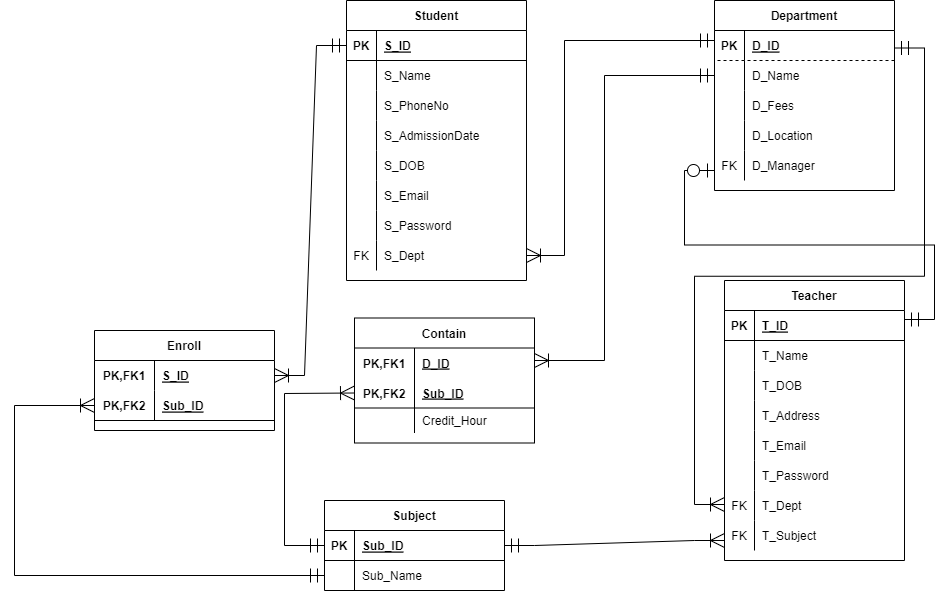 Student
PK S_ID
S_Name
S_PhoneNo
S_AdmissionDate
S_DOB
S_Email
S_Password
FK S_Dept
Department
PK D_ID
D_Name
D_Fees
D_Location
FK D_Manager
Teacher
PK T_ID
T_Name
T_DOB
T_Address
T_Email
T_Password
FK T_Dept
FK T_Subject
Enroll
PK,FK1 S_ID
PK,FK2 Sub_ID
Contain
PK,FK1 D_ID
PK,FK2 Sub_ID
Credit_Hour
Subject
PK Sub_ID
Sub_Name